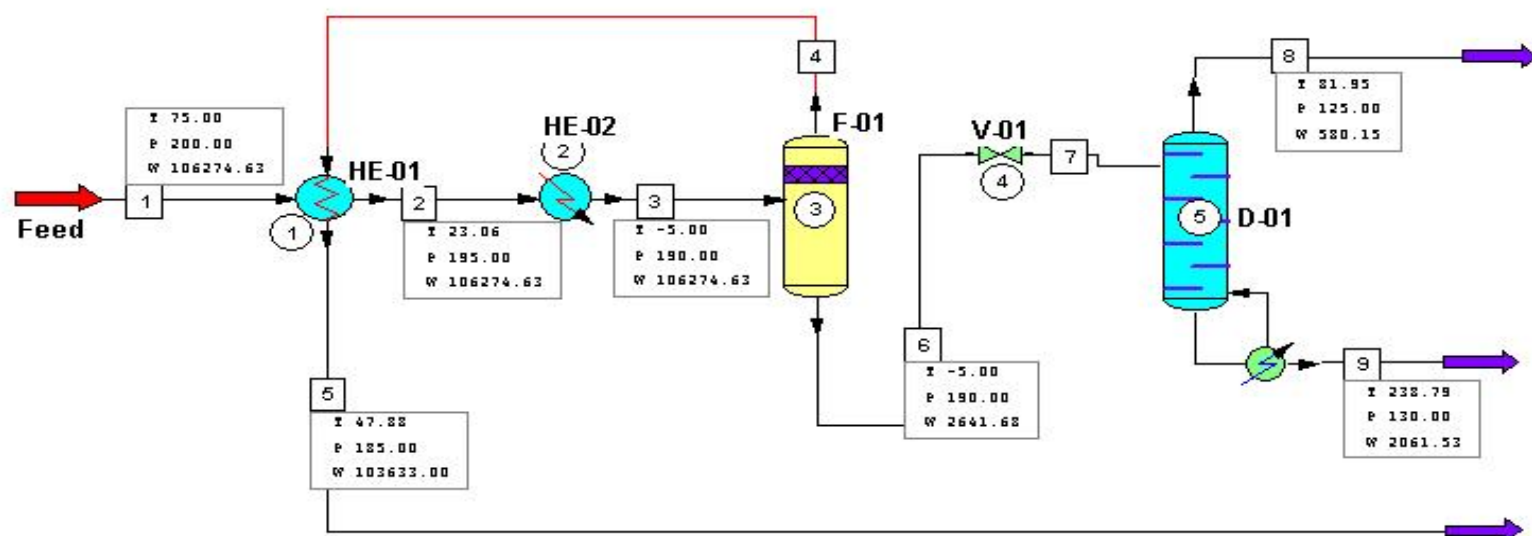 4
8
T 81.95
P 125.00
W 580.15
T 75.00
P 200.00
W 106274.63
HE-02
2
F-01
V-01
7
4
HE-01
1
2
3
3
5
D-01
Feed
1
T 23.06
P 195.00
W 106274.63
T -5.00
P 190.00
W 106274.63
6
T -5.00
P 190.00
W 2641.68
9
T 238.79
P 130.00
W 2061.53
5
T 47.88
P 185.00
W 103633.00